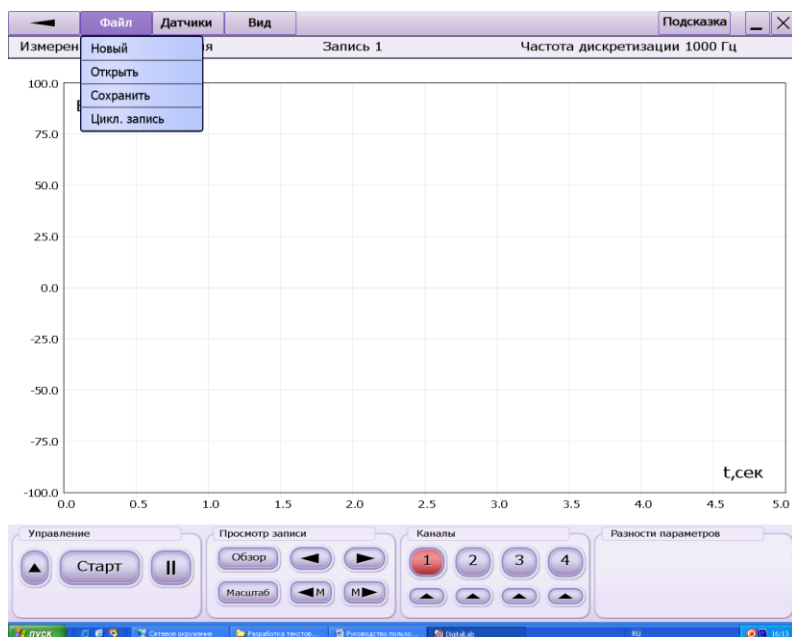 Файл Датчики Вид Подсказка
Измерен я Запись 1 Частота дискретизации 1000 Гц
Новый
Открыть
Сохранить
Цикл. запись
100.0
75.0
50.0
25.0
0.0
-25.0
-50.0
-75.0
-100.0
t,сек
0.0 0.5 1.0 1.5 2.0 2.5 3.0 3.5 4.0 4.5 5.0
Управление Просмотр записи Каналы Разности параметров
Старт Обзор 1 2 3 4
Масштаб М М
пуск Сетевое окружение Разработка текстов... Руководство пользо... DigitalLab RU 16:13